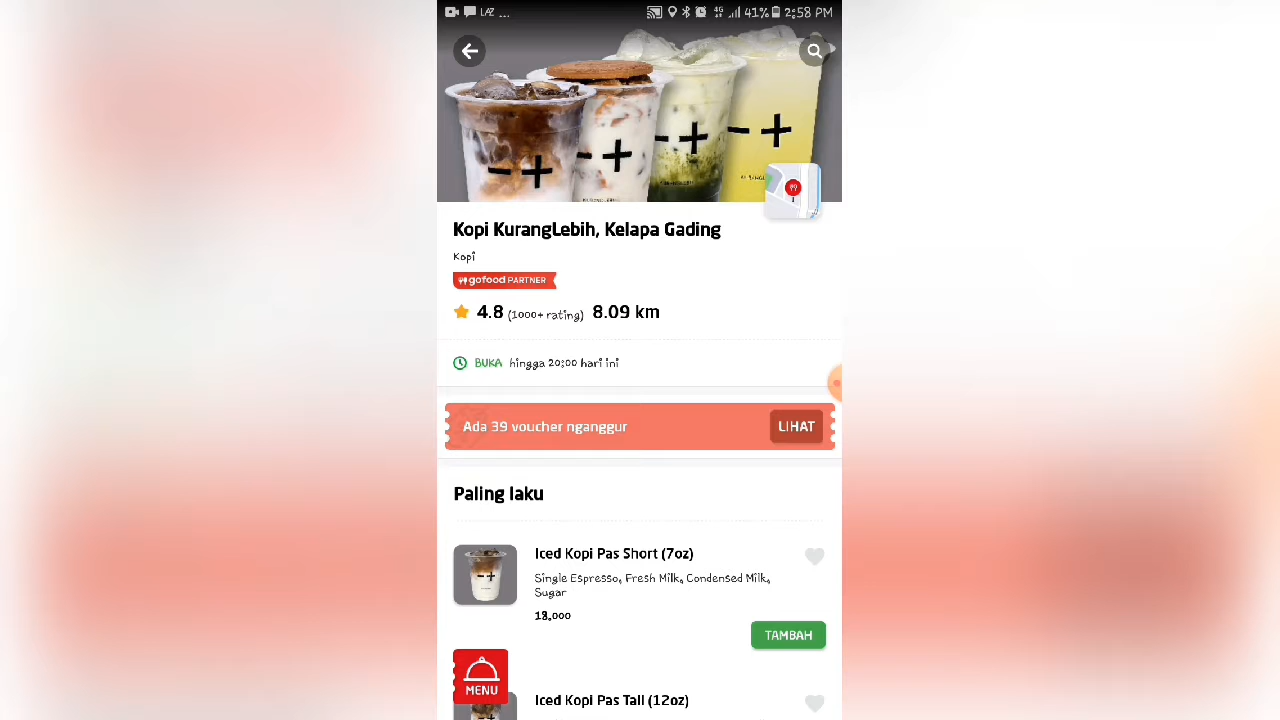 LAZ ...
4G 41% 2:58 PM
-+ -+ -+ -+
Kopi KurangLebih, Kelapa Gading
Kopi
gofood PARTNER
4.8 (1000+ rating) 8.09 km
BUKA hingga 20:00 hari ini
Ada 39 voucher nganggur
LIHAT
Paling laku
Iced Kopi Pas Short (7oz)
Single Espresso, Fresh Milk, Condensed Milk,
Sugar
TAMBAH
MENU
Iced Kopi Pas Tall (12oz)